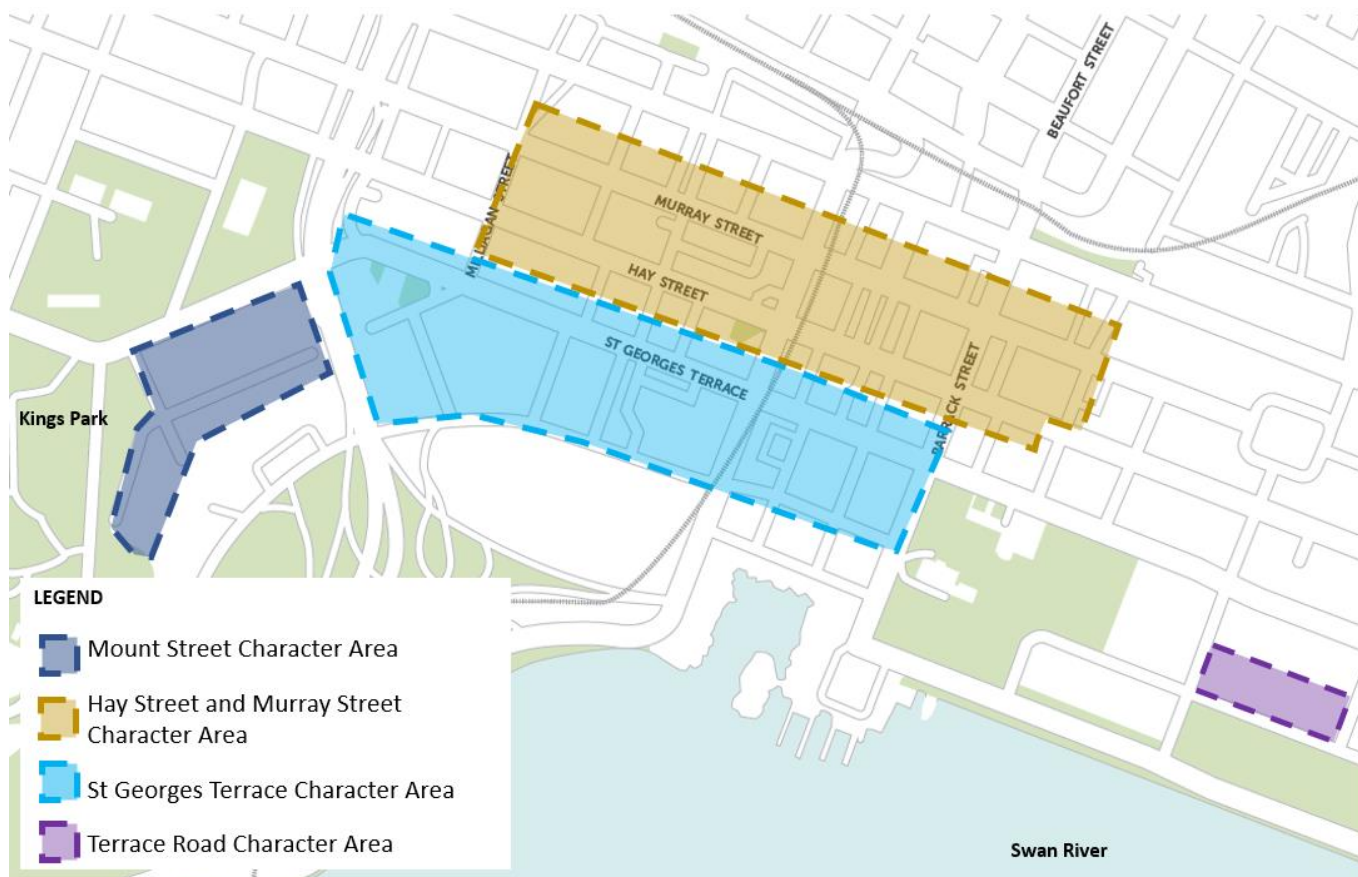 BEAUFORT STREET
MILLIGAN STREET
MURRAY STREET
HAY STREET
ST GEORGES TERRACE
BARRACK STREET
Kings Park
LEGEND
Mount Street Character Area
Hay Street and Murray Street
Character Area
St Georges Terrace Character Area
Terrace Road Character Area
Swan River